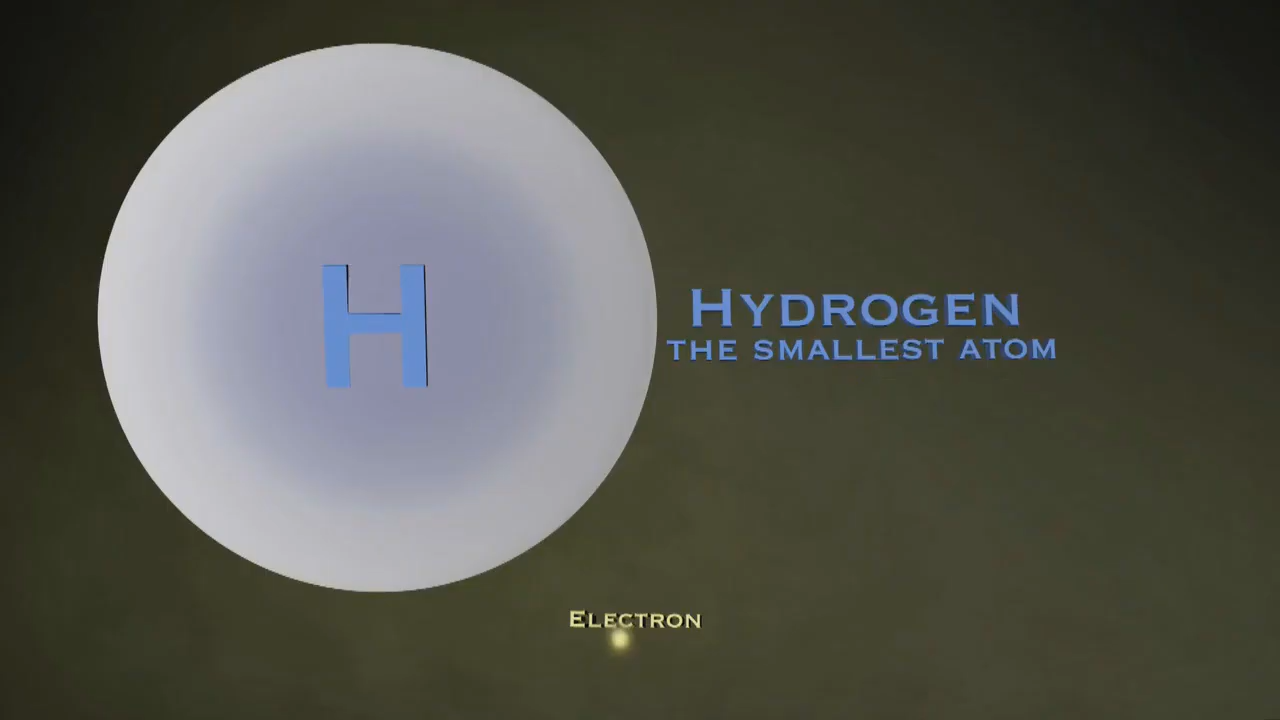 H
Hydrogen
the smallest atom
Electron